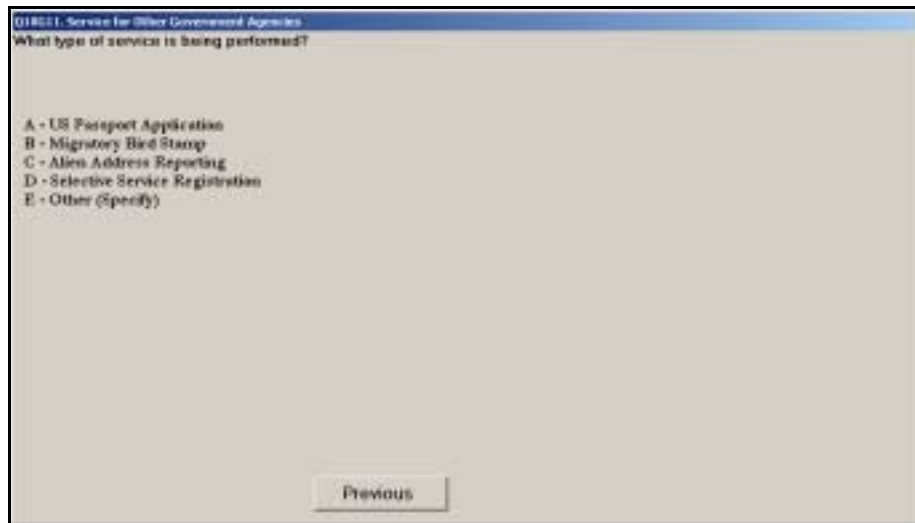 Service for Other Government Agencies
What type of service is being performed?
A - US Passport Application
B - Migratory Bird Stamp
C - Alien Address Reporting
D - Selective Service Registration
E - Other (Specify)
Previous